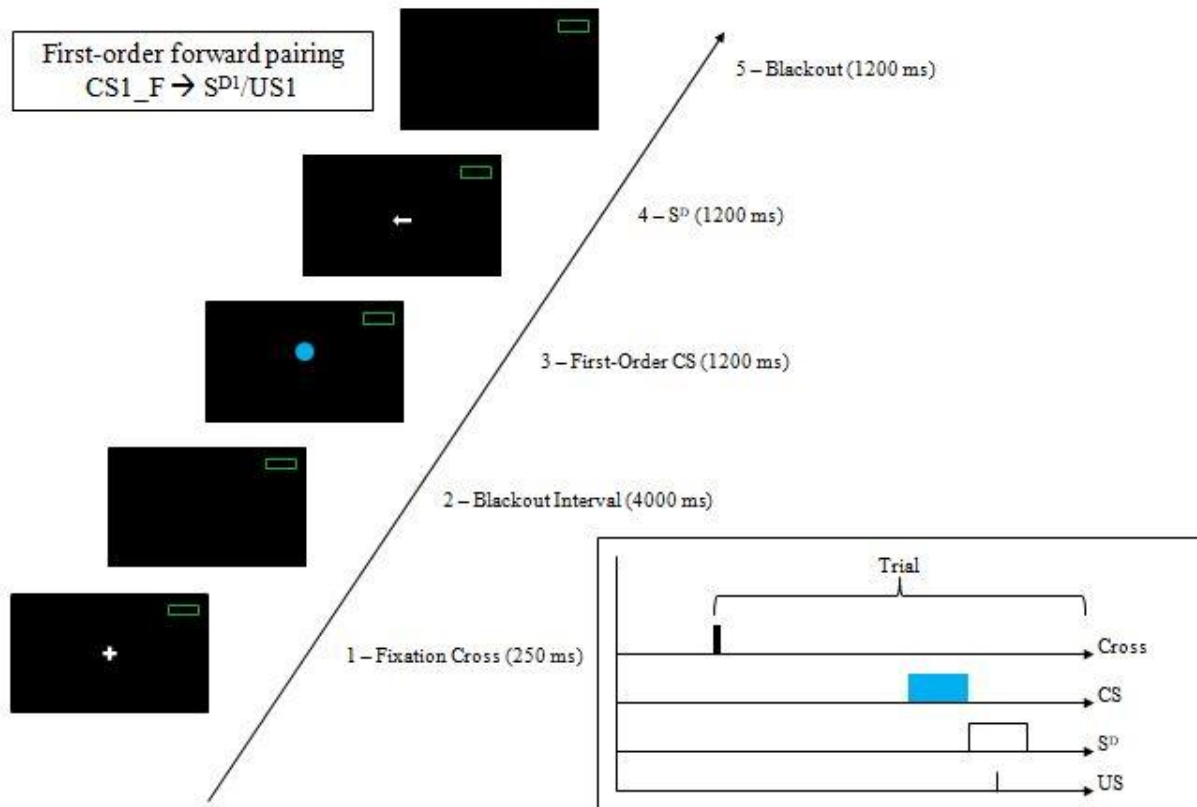 First-order forward pairing
CS1_F → Sᴰ¹/US1
5 – Blackout (1200 ms)
4 – Sᴰ (1200 ms)
3 – First-Order CS (1200 ms)
2 – Blackout Interval (4000 ms)
1 – Fixation Cross (250 ms)
Trial
Cross
CS
Sᴰ
US